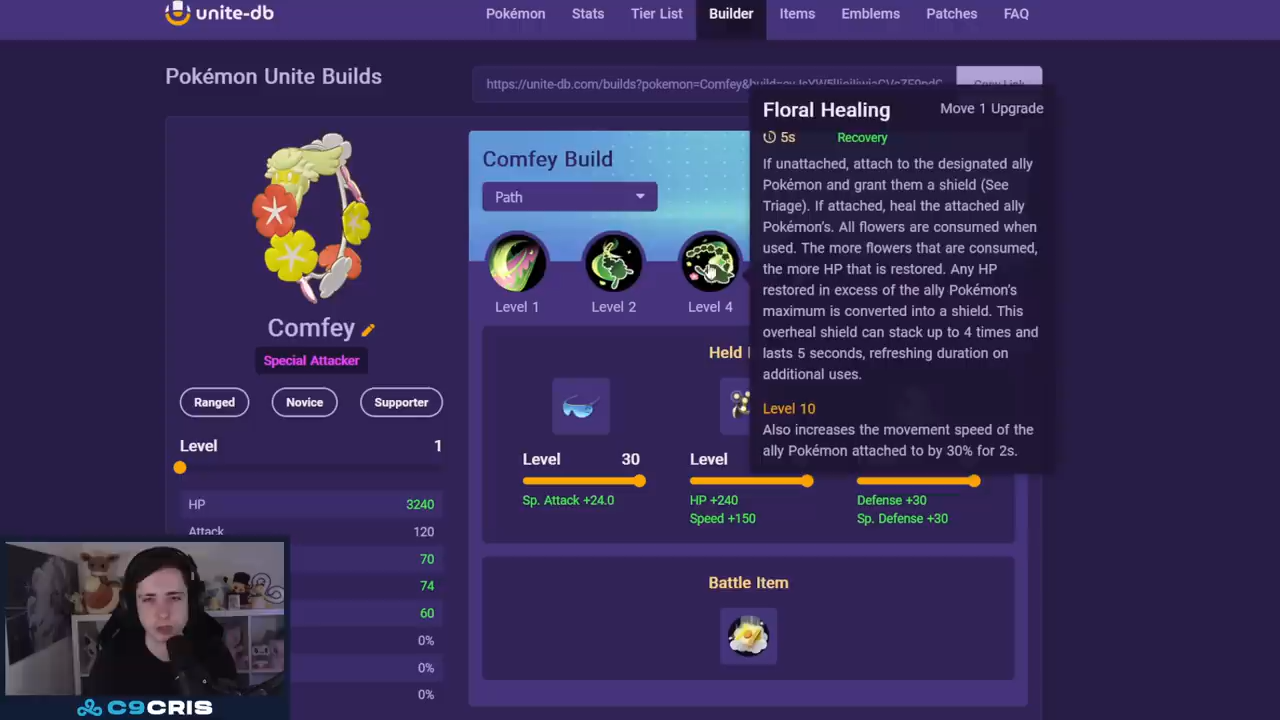 unite-db
Pokémon
Stats
Tier List
Builder
Items
Emblems
Patches
FAQ
Pokémon Unite Builds
Comfey
Special Attacker
Ranged
Novice
Supporter
Level 1
HP 3240
Attack 120
70
74
60
0%
0%
0%
C9CRIS
Comfey Build
Path
Level 1
Level 2
Level 4
Held
Level 30
Sp. Attack +24.0
Level
HP +240
Speed +150
Defense +30
Sp. Defense +30
Battle Item
Floral Healing
Move 1 Upgrade
5s
Recovery
If unattached, attach to the designated ally
Pokémon and grant them a shield (See
Triage). If attached, heal the attached ally
Pokémon's. All flowers are consumed when
used. The more flowers that are consumed,
the more HP that is restored. Any HP
restored in excess of the ally Pokémon's
maximum is converted into a shield. This
overheal shield can stack up to 4 times and
lasts 5 seconds, refreshing duration on
additional uses.
Level 10
Also increases the movement speed of the
ally Pokémon attached to by 30% for 2s.